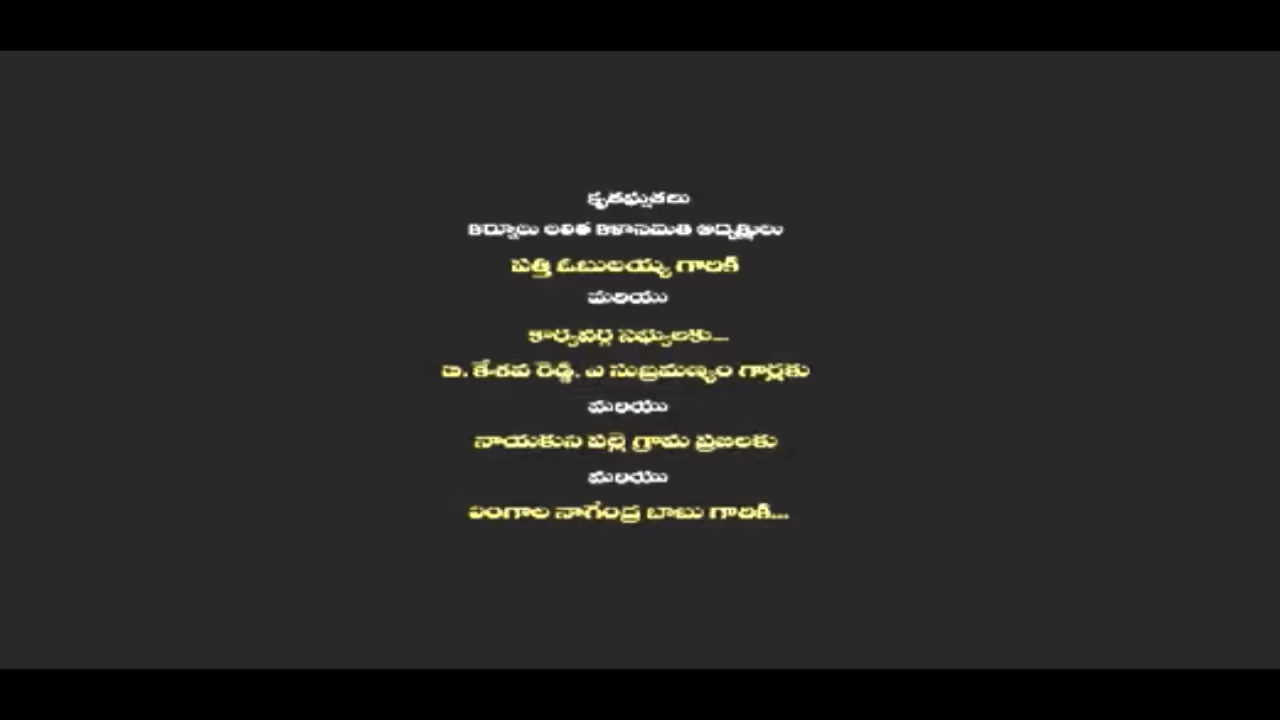 కృతజ్ఞతలు
కర్నూలు లలిత కళాసమితి అధ్యక్షులు
పత్తి ఓబులయ్య గారికి
మరియు
కార్యవర్గ సభ్యులకు...
కేశవ రెడ్డి, ఎ సుబ్రమణ్యం గార్లకు
మరియు
నాయకుని పల్లె గ్రామ ప్రజలకు
మరియు
నాగేంద్ర బాబు గారికి...